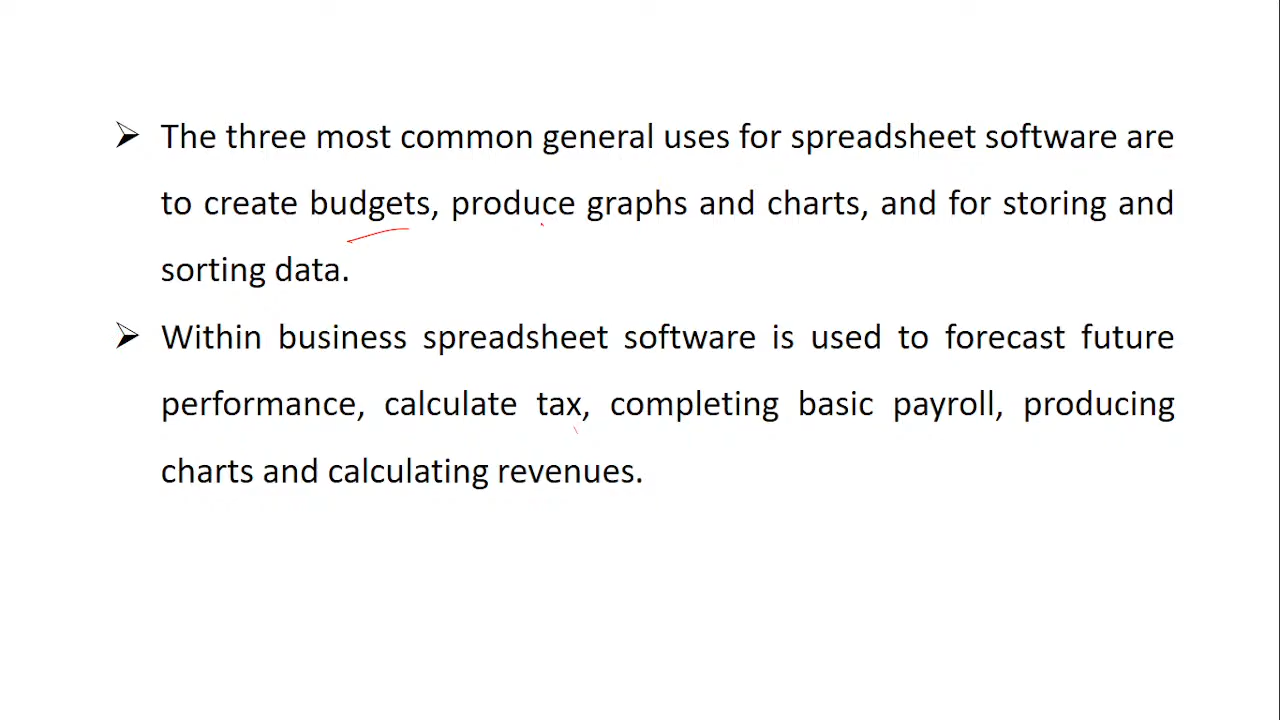 ➢ The three most common general uses for spreadsheet software are
to create budgets, produce graphs and charts, and for storing and
sorting data.
➢ Within business spreadsheet software is used to forecast future
performance, calculate tax, completing basic payroll, producing
charts and calculating revenues.